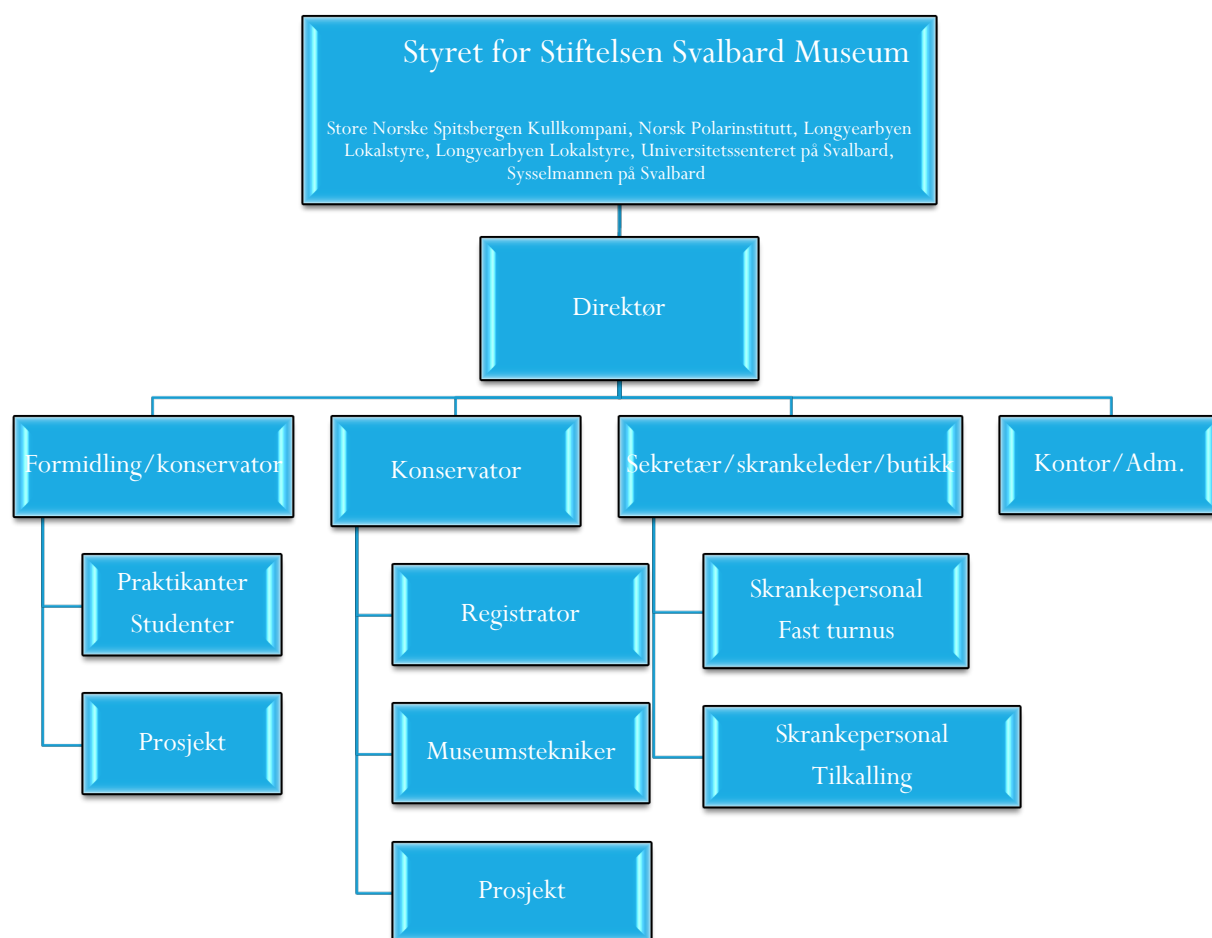 Styret for Stiftelsen Svalbard Museum
Store Norske Spitsbergen Kullkompani, Norsk Polarinstitutt, Longyearbyen
Lokalstyre, Longyearbyen Lokalstyre, Universitetssenteret på Svalbard,
Sysselmannen på Svalbard
Direktør
Formidling/konservator
Konservator
Sekretær/skrankeleder/butikk
Kontor/Adm.
Praktikanter
Studenter
Prosjekt
Registrator
Museumstekniker
Prosjekt
Skrankepersonal
Fast turnus
Skrankepersonal
Tilkalling